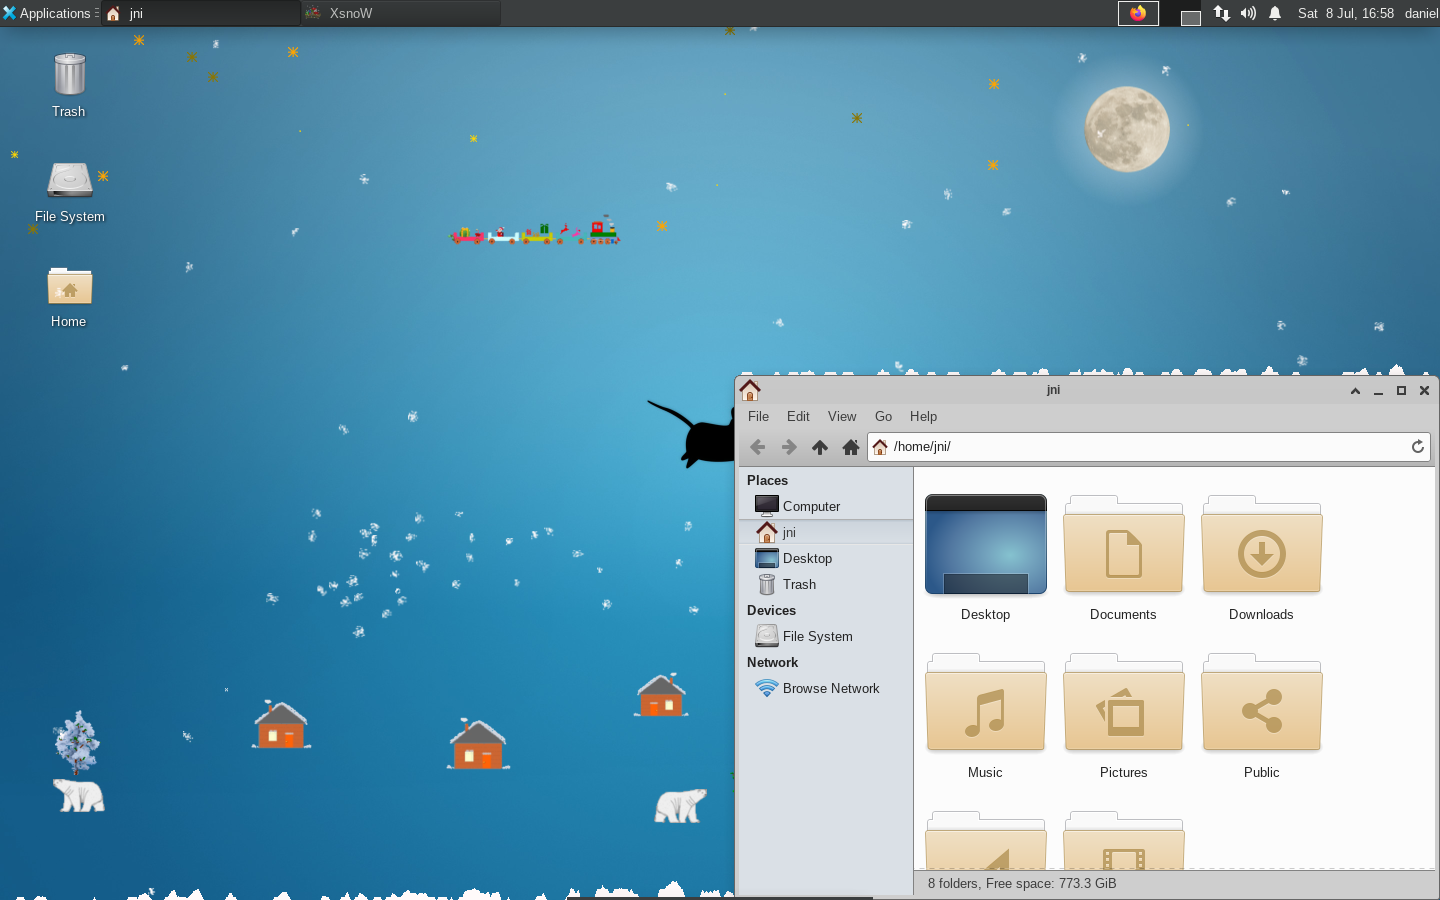 Applications
jni
XsnoW
Sat 8 Jul, 16:58
daniel
Trash
File System
Home
jni
File Edit View Go Help
/home/jni/
Places
Computer
jni
Desktop
Trash
Devices
File System
Network
Browse Network
Desktop
Documents
Downloads
Music
Pictures
Public
8 folders, Free space: 773.3 GiB